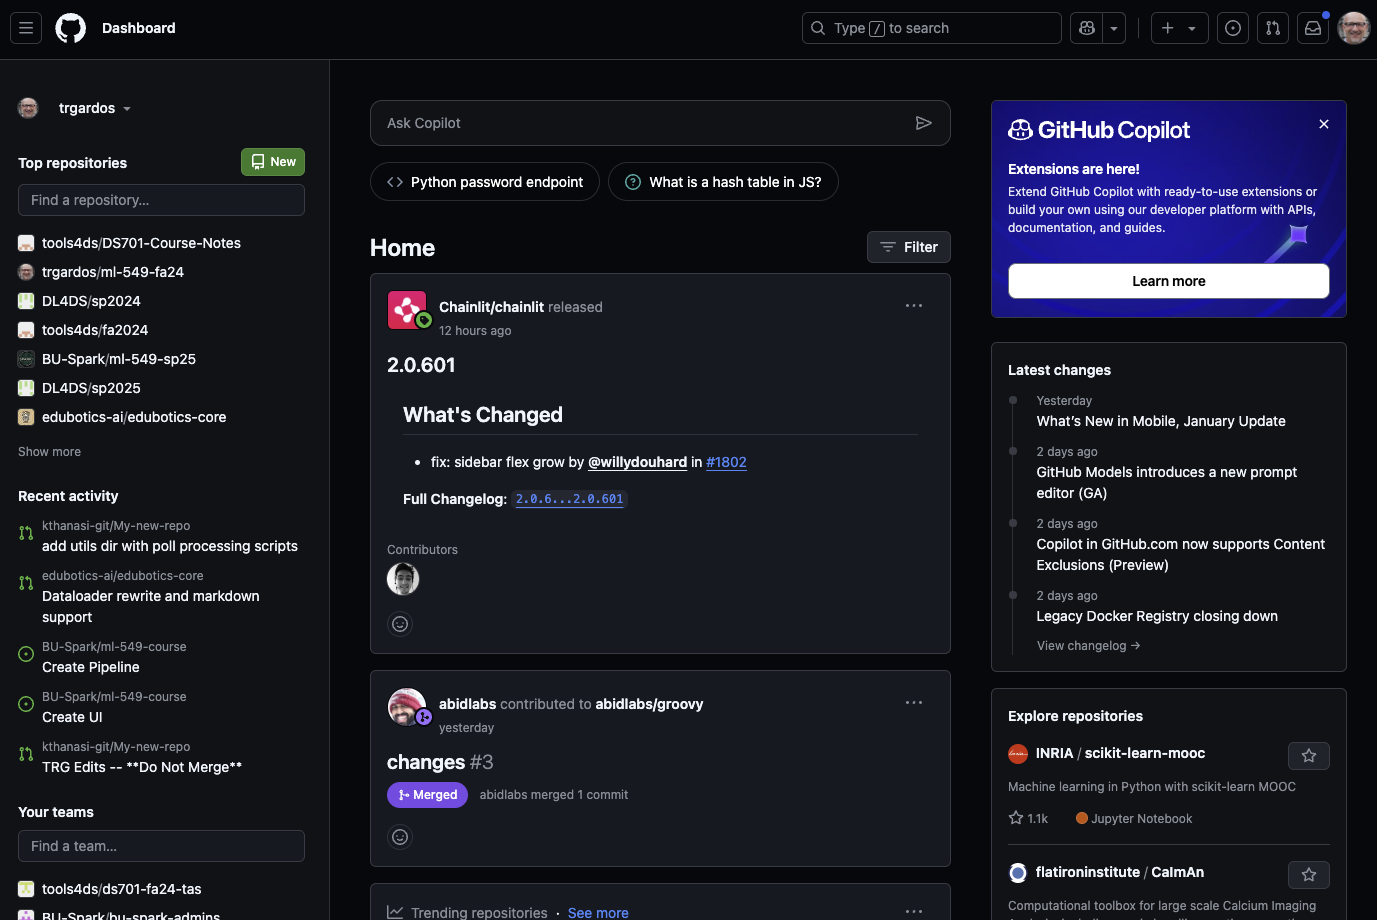 Dashboard
Type / to search
trgardos
Top repositories
New
Find a repository...
tools4ds/DS701-Course-Notes
trgardos/ml-549-fa24
DL4DS/sp2024
tools4ds/fa2024
BU-Spark/ml-549-sp25
DL4DS/sp2025
edubotics-ai/edubotics-core
Show more
Recent activity
kthanasi-git/My-new-repo
add utils dir with poll processing scripts
edubotics-ai/edubotics-core
Dataloader rewrite and markdown
support
BU-Spark/ml-549-course
Create Pipeline
BU-Spark/ml-549-course
Create UI
kthanasi-git/My-new-repo
TRG Edits -- **Do Not Merge**
Your teams
Find a team...
tools4ds/ds701-fa24-tas
BU-Spark/bu-spark-admins
Ask Copilot
Python password endpoint
What is a hash table in JS?
Home
Filter
Chainlit/chainlit released
12 hours ago
2.0.601
What's Changed
• fix: sidebar flex grow by @willydouhard in #1802
Full Changelog: 2.0.6...2.0.601
Contributors
abidlabs contributed to abidlabs/groovy
yesterday
changes #3
Merged
abidlabs merged 1 commit
Trending repositories · See more
GitHub Copilot
Extensions are here!
Extend GitHub Copilot with ready-to-use extensions or
build your own using our developer platform with APIs,
documentation, and guides.
Learn more
Latest changes
Yesterday
What’s New in Mobile, January Update
2 days ago
GitHub Models introduces a new prompt
editor (GA)
2 days ago
Copilot in GitHub.com now supports Content
Exclusions (Preview)
2 days ago
Legacy Docker Registry closing down
View changelog →
Explore repositories
INRIA / scikit-learn-mooc
Machine learning in Python with scikit-learn MOOC
1.1k
Jupyter Notebook
flatironinstitute / CaImAn
Computational toolbox for large scale Calcium Imaging